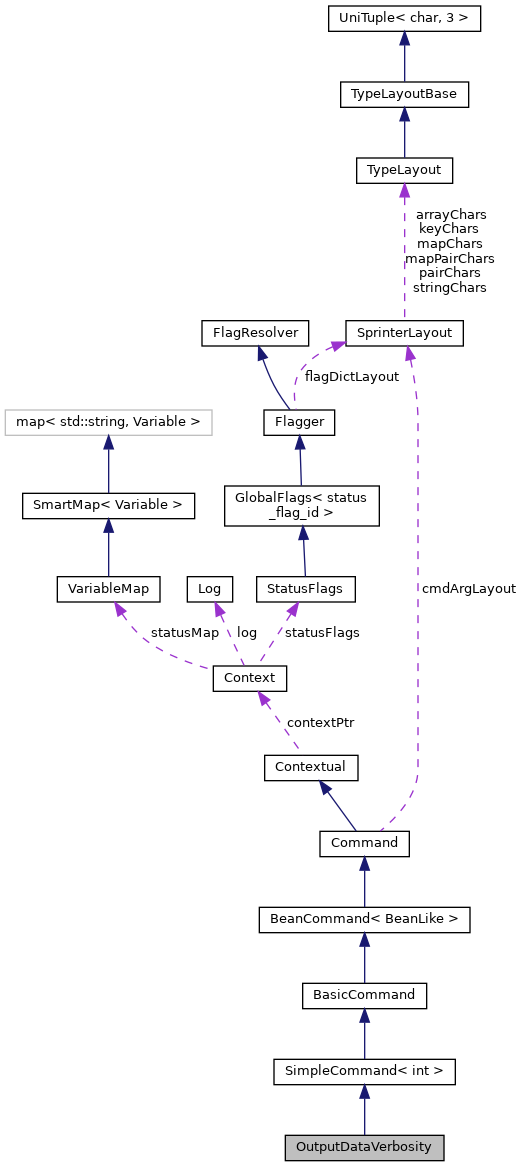 UniTuple< char, 3 >
TypeLayoutBase
TypeLayout
arrayChars
keyChars
mapChars
mapPairChars
pairChars
stringChars
FlagResolver
SprinterLayout
flagDictLayout
map< std::string, Variable >
Flagger
SmartMap< Variable >
GlobalFlags< status
_flag_id >
VariableMap
Log
StatusFlags
cmdArgLayout
statusMap
log
statusFlags
Context
contextPtr
Contextual
Command
BeanCommand< BeanLike >
BasicCommand
SimpleCommand< int >
OutputDataVerbosity